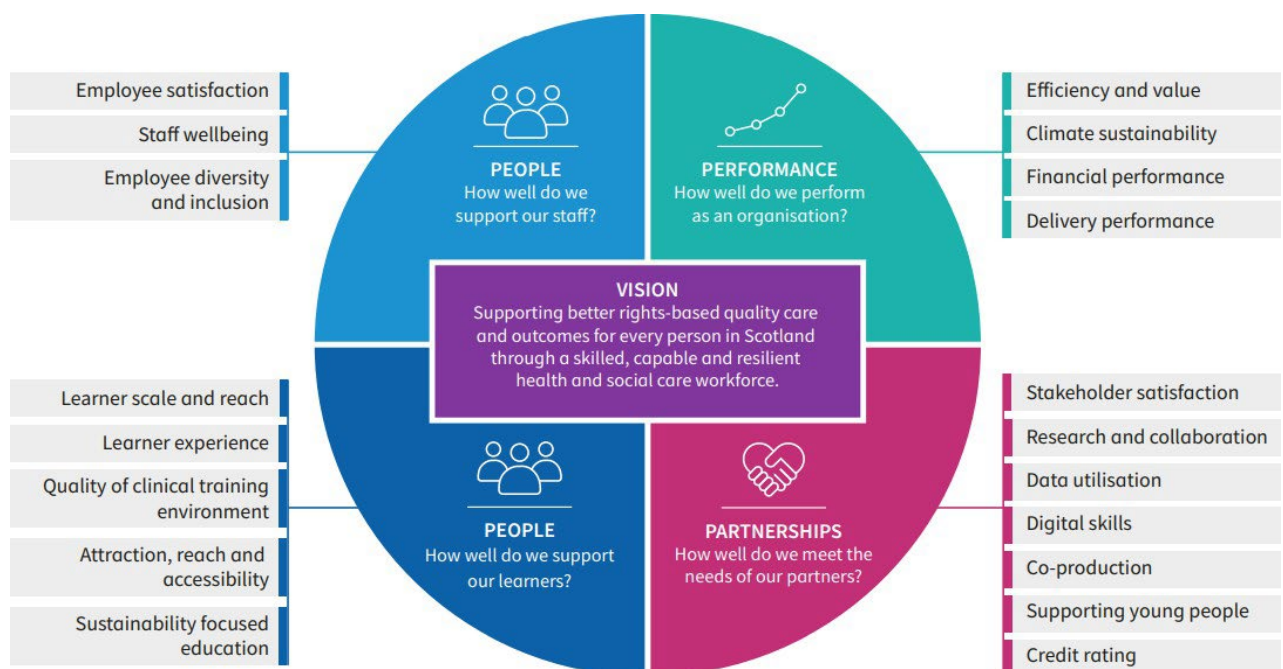 Employee satisfaction
Staff wellbeing
Employee diversity
and inclusion
PEOPLE
How well do we
support our staff?
PERFORMANCE
How well do we perform
as an organisation?
Efficiency and value
Climate sustainability
Financial performance
Delivery performance
VISION
Supporting better rights-based quality care
and outcomes for every person in Scotland
through a skilled, capable and resilient
health and social care workforce.
Learner scale and reach
Learner experience
Quality of clinical training
environment
Attraction, reach and
accessibility
Sustainability focused
education
PEOPLE
How well do we support
our learners?
PARTNERSHIPS
How well do we meet the
needs of our partners?
Stakeholder satisfaction
Research and collaboration
Data utilisation
Digital skills
Co-production
Supporting young people
Credit rating